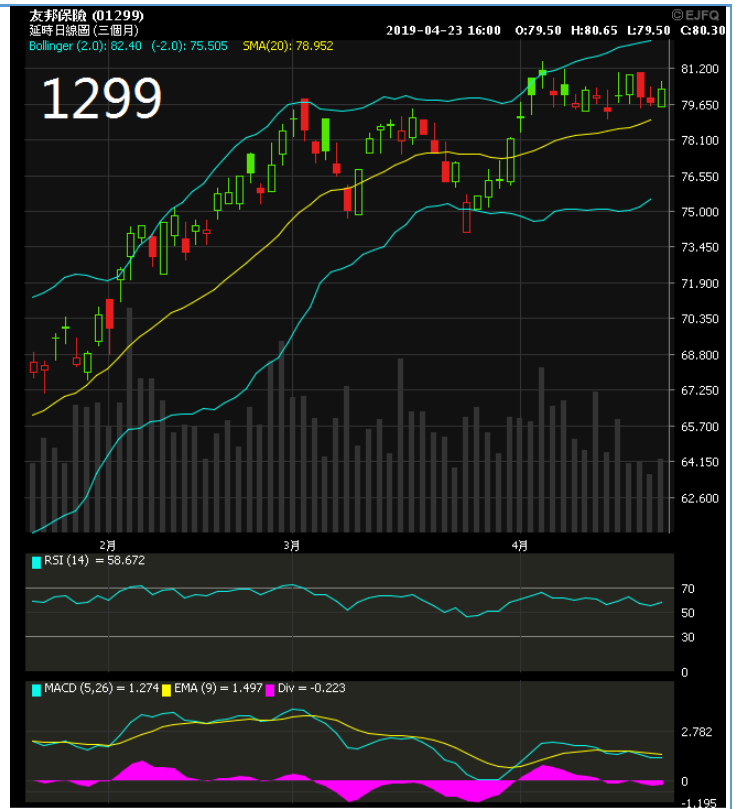 友邦保險 (01299)
©EJFQ
延時日線圖 (三個月)
2019-04-23 16:00 O:79.50 H:80.65 L:79.50 C:80.30
Bollinger (2.0): 82.40 (-2.0): 75.505 SMA(20): 78.952
1299
81.200
79.650
78.100
76.550
75.000
73.450
71.900
70.350
68.800
67.250
65.700
64.150
62.600
2月 3月 4月
RSI (14) = 58.672
70
50
30
0
MACD (5,26) = 1.274 EMA (9) = 1.497 Div = -0.223
2.782
0
-1.195